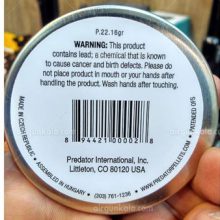 P.22.16gr
WARNING: This product
contains lead; a chemical that is known
to cause cancer and birth defects. Please do
not place product in mouth or your hands after
handling the product. Wash hands after touching.
8 94421 00002 8
Predator International, Inc.
Littleton, CO 80120 USA
MADE IN CZECH REPUBLIC • ASSEMBLED IN HUNGARY • (303) 761-1236 • WWW.PREDATORPELLETS.COM • PATENTED DFS
airgunkale.com